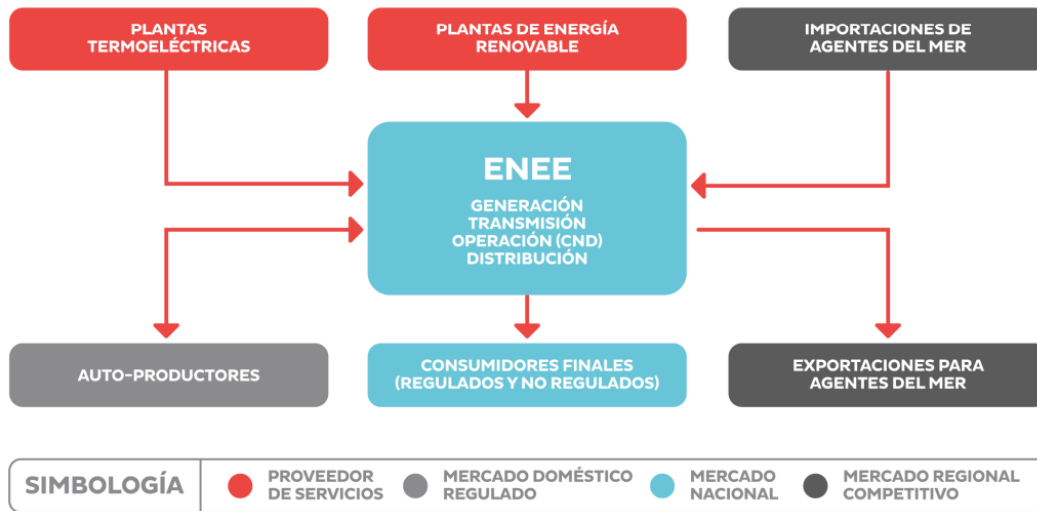 PLANTAS
TERMOELÉCTRICAS
PLANTAS DE ENERGÍA
RENOVABLE
IMPORTACIONES DE
AGENTES DEL MER
ENEE
GENERACIÓN
TRANSMISIÓN
OPERACIÓN (CND)
DISTRIBUCIÓN
AUTO-PRODUCTORES
CONSUMIDORES FINALES
(REGULADOS Y NO REGULADOS)
EXPORTACIONES PARA
AGENTES DEL MER
SIMBOLOGÍA
PROVEEDOR
DE SERVICIOS
MERCADO DOMÉSTICO
REGULADO
MERCADO
NACIONAL
MERCADO REGIONAL
COMPETITIVO